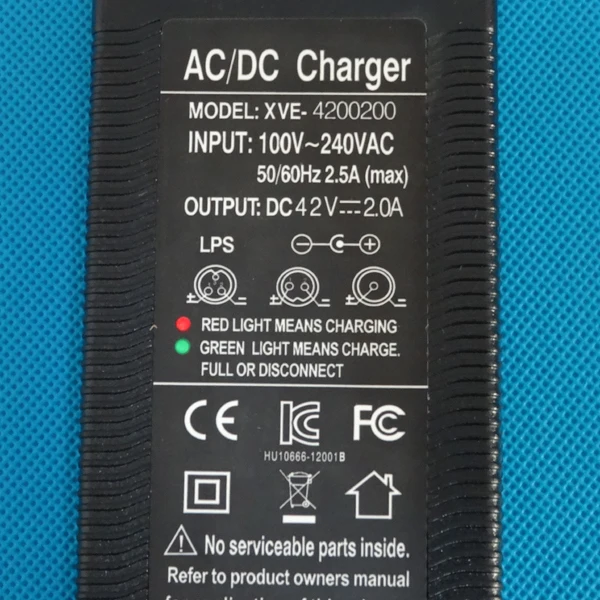 AC/DC Charger
MODEL: XVE- 4200200
INPUT: 100V~240VAC
50/60Hz 2.5A (max)
OUTPUT: DC 42V⎓2.0A
LPS
RED LIGHT MEANS CHARGING
GREEN LIGHT MEANS CHARGE.
FULL OR DISCONNECT
CE KC FC
HU10666-12001B
No serviceable parts inside.
Refer to product owners manual